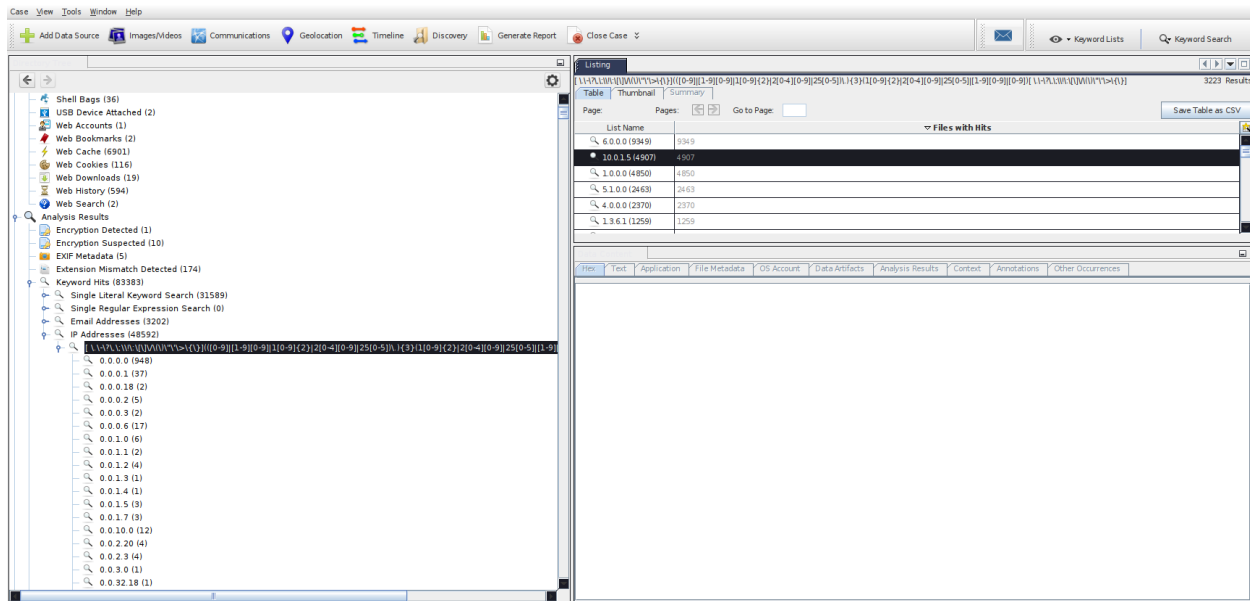 Case View Tools Window Help
Add Data Source Images/Videos Communications Geolocation Timeline Discovery Generate Report Close Case Keyword Lists Keyword Search
Shell Bags (36)
USB Device Attached (2)
Web Accounts (1)
Web Bookmarks (2)
Web Cache (6901)
Web Cookies (116)
Web Downloads (19)
Web History (594)
Web Search (2)
Analysis Results
Encryption Detected (1)
Encryption Suspected (10)
EXIF Metadata (5)
Extension Mismatch Detected (174)
Keyword Hits (83383)
Single Literal Keyword Search (31589)
Single Regular Expression Search (0)
Email Addresses (3202)
IP Addresses (48592)
0.0.0.0 (948)
0.0.0.1 (37)
0.0.0.18 (2)
0.0.0.2 (5)
0.0.0.3 (2)
0.0.0.6 (17)
0.0.1.0 (6)
0.0.1.1 (2)
0.0.1.2 (4)
0.0.1.3 (1)
0.0.1.4 (1)
0.0.1.5 (3)
0.0.1.7 (3)
0.0.10.0 (12)
0.0.2.20 (4)
0.0.2.3 (4)
0.0.3.0 (1)
0.0.32.18 (1)
Listing
3223 Results
Table Thumbnail Summary
Page: Pages: Go to Page: Save Table as CSV
List Name Files with Hits
6.0.0.0 (9349) 9349
10.0.1.5 (4907) 4907
1.0.0.0 (4850) 4850
5.1.0.0 (2463) 2463
4.0.0.0 (2370) 2370
1.3.6.1 (1259) 1259
Hex Text Application File Metadata OS Account Data Artifacts Analysis Results Context Annotations Other Occurrences